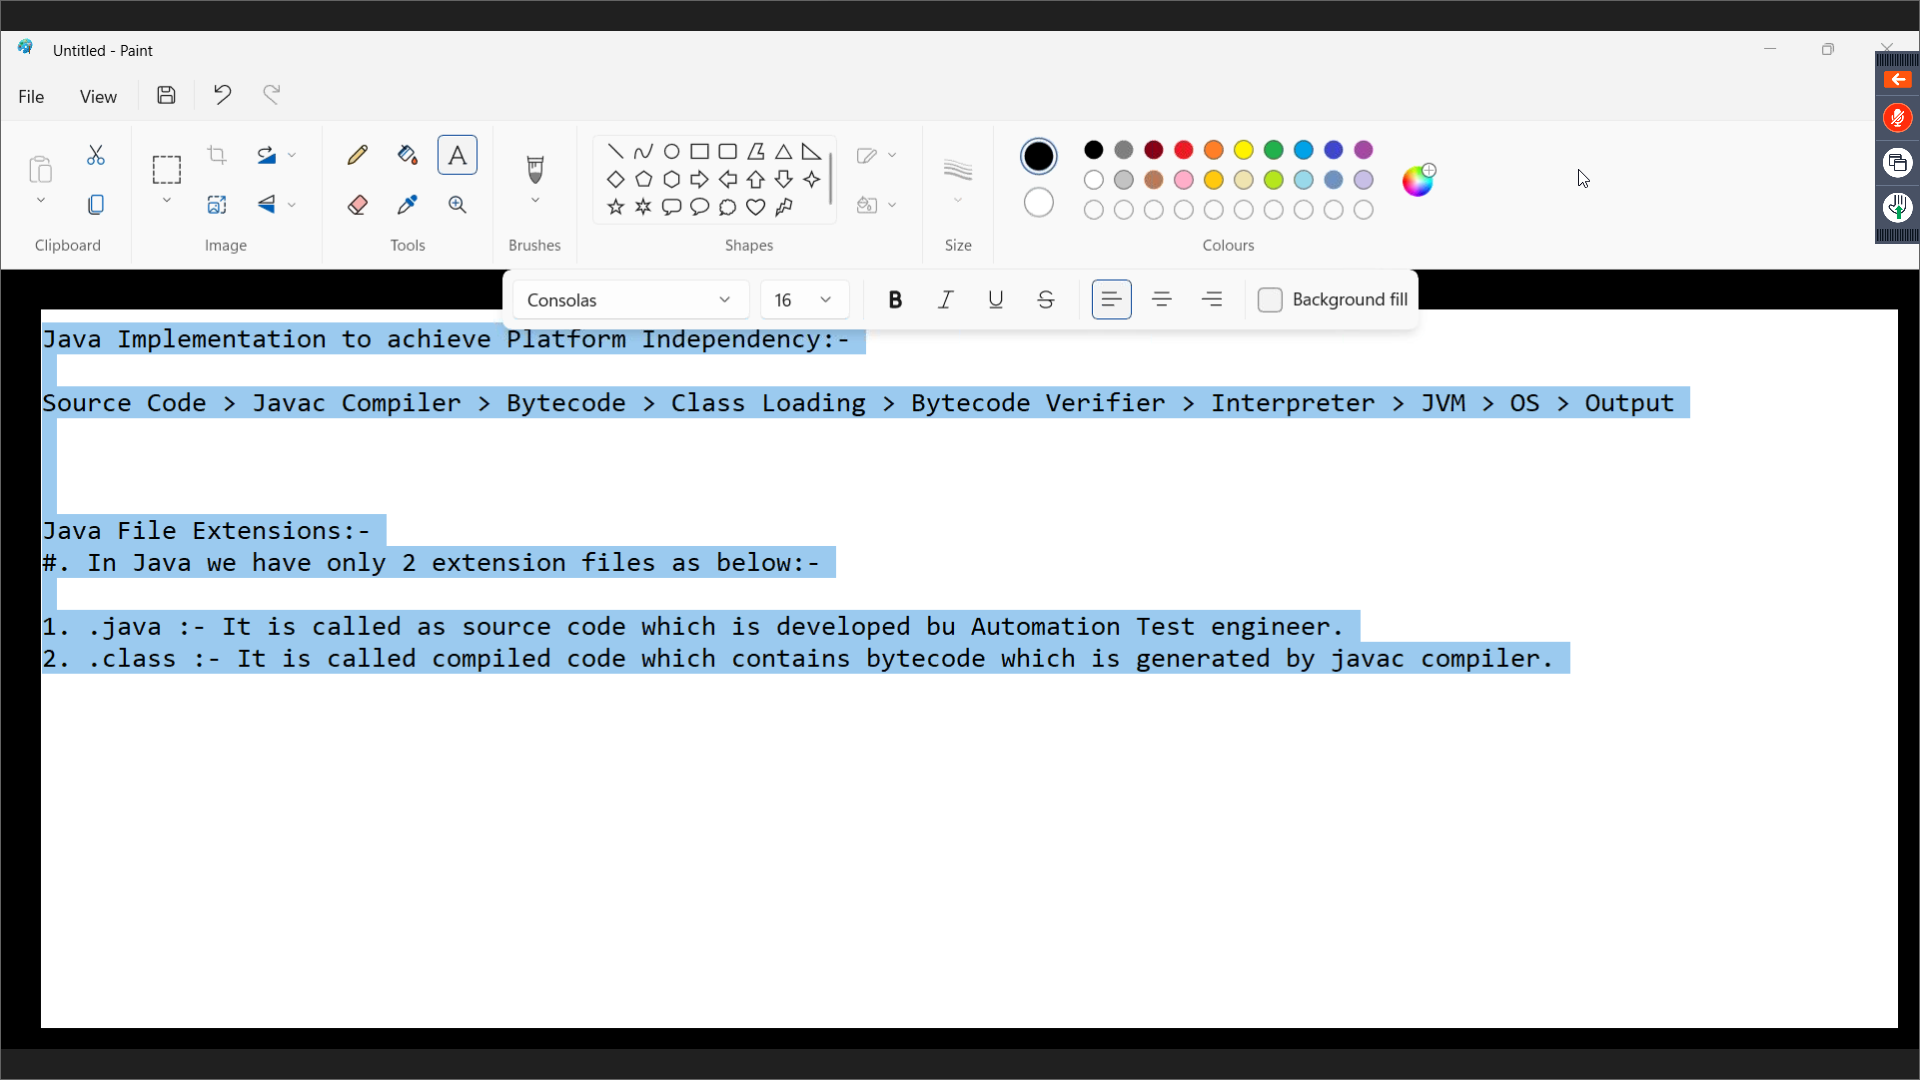 Untitled - Paint
File View
Clipboard Image Tools Brushes Shapes Size Colours
Consolas 16 B I U S Background fill
Java Implementation to achieve Platform Independency:-
Source Code > Javac Compiler > Bytecode > Class Loading > Bytecode Verifier > Interpreter > JVM > OS > Output
Java File Extensions:-
#. In Java we have only 2 extension files as below:-
1. .java :- It is called as source code which is developed bu Automation Test engineer.
2. .class :- It is called compiled code which contains bytecode which is generated by javac compiler.